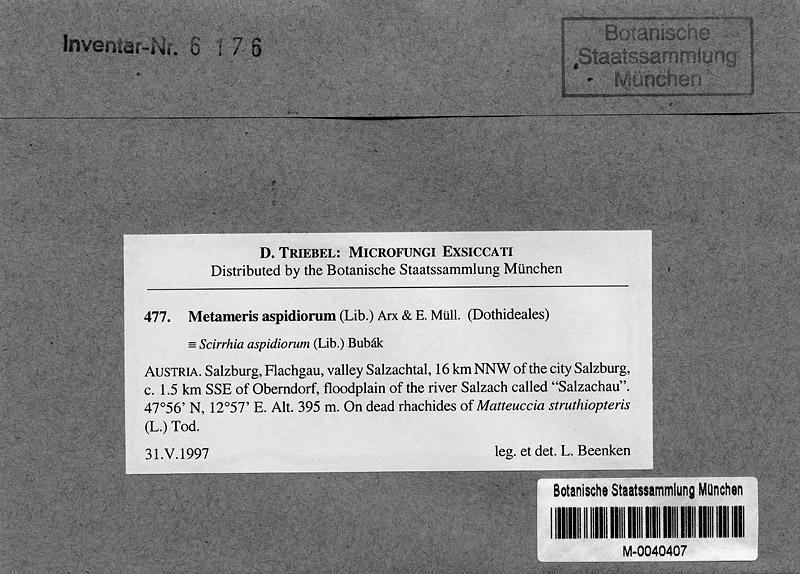 Inventar-Nr. 6 176
Botanische
Staatssammlung
München
D. TRIEBEL: MICROFUNGI EXSICCATI
Distributed by the Botanische Staatssammlung München
477. Metameris aspidiorum (Lib.) Arx & E. Müll. (Dothideales)
≡ Scirrhia aspidiorum (Lib.) Bubák
AUSTRIA. Salzburg, Flachgau, valley Salzachtal, 16 km NNW of the city Salzburg,
c. 1.5 km SSE of Oberndorf, floodplain of the river Salzach called “Salzachau”.
47°56’ N, 12°57’ E. Alt. 395 m. On dead rhachides of Matteuccia struthiopteris
(L.) Tod.
31.V.1997 leg. et det. L. Beenken
Botanische Staatssammlung München
M-0040407